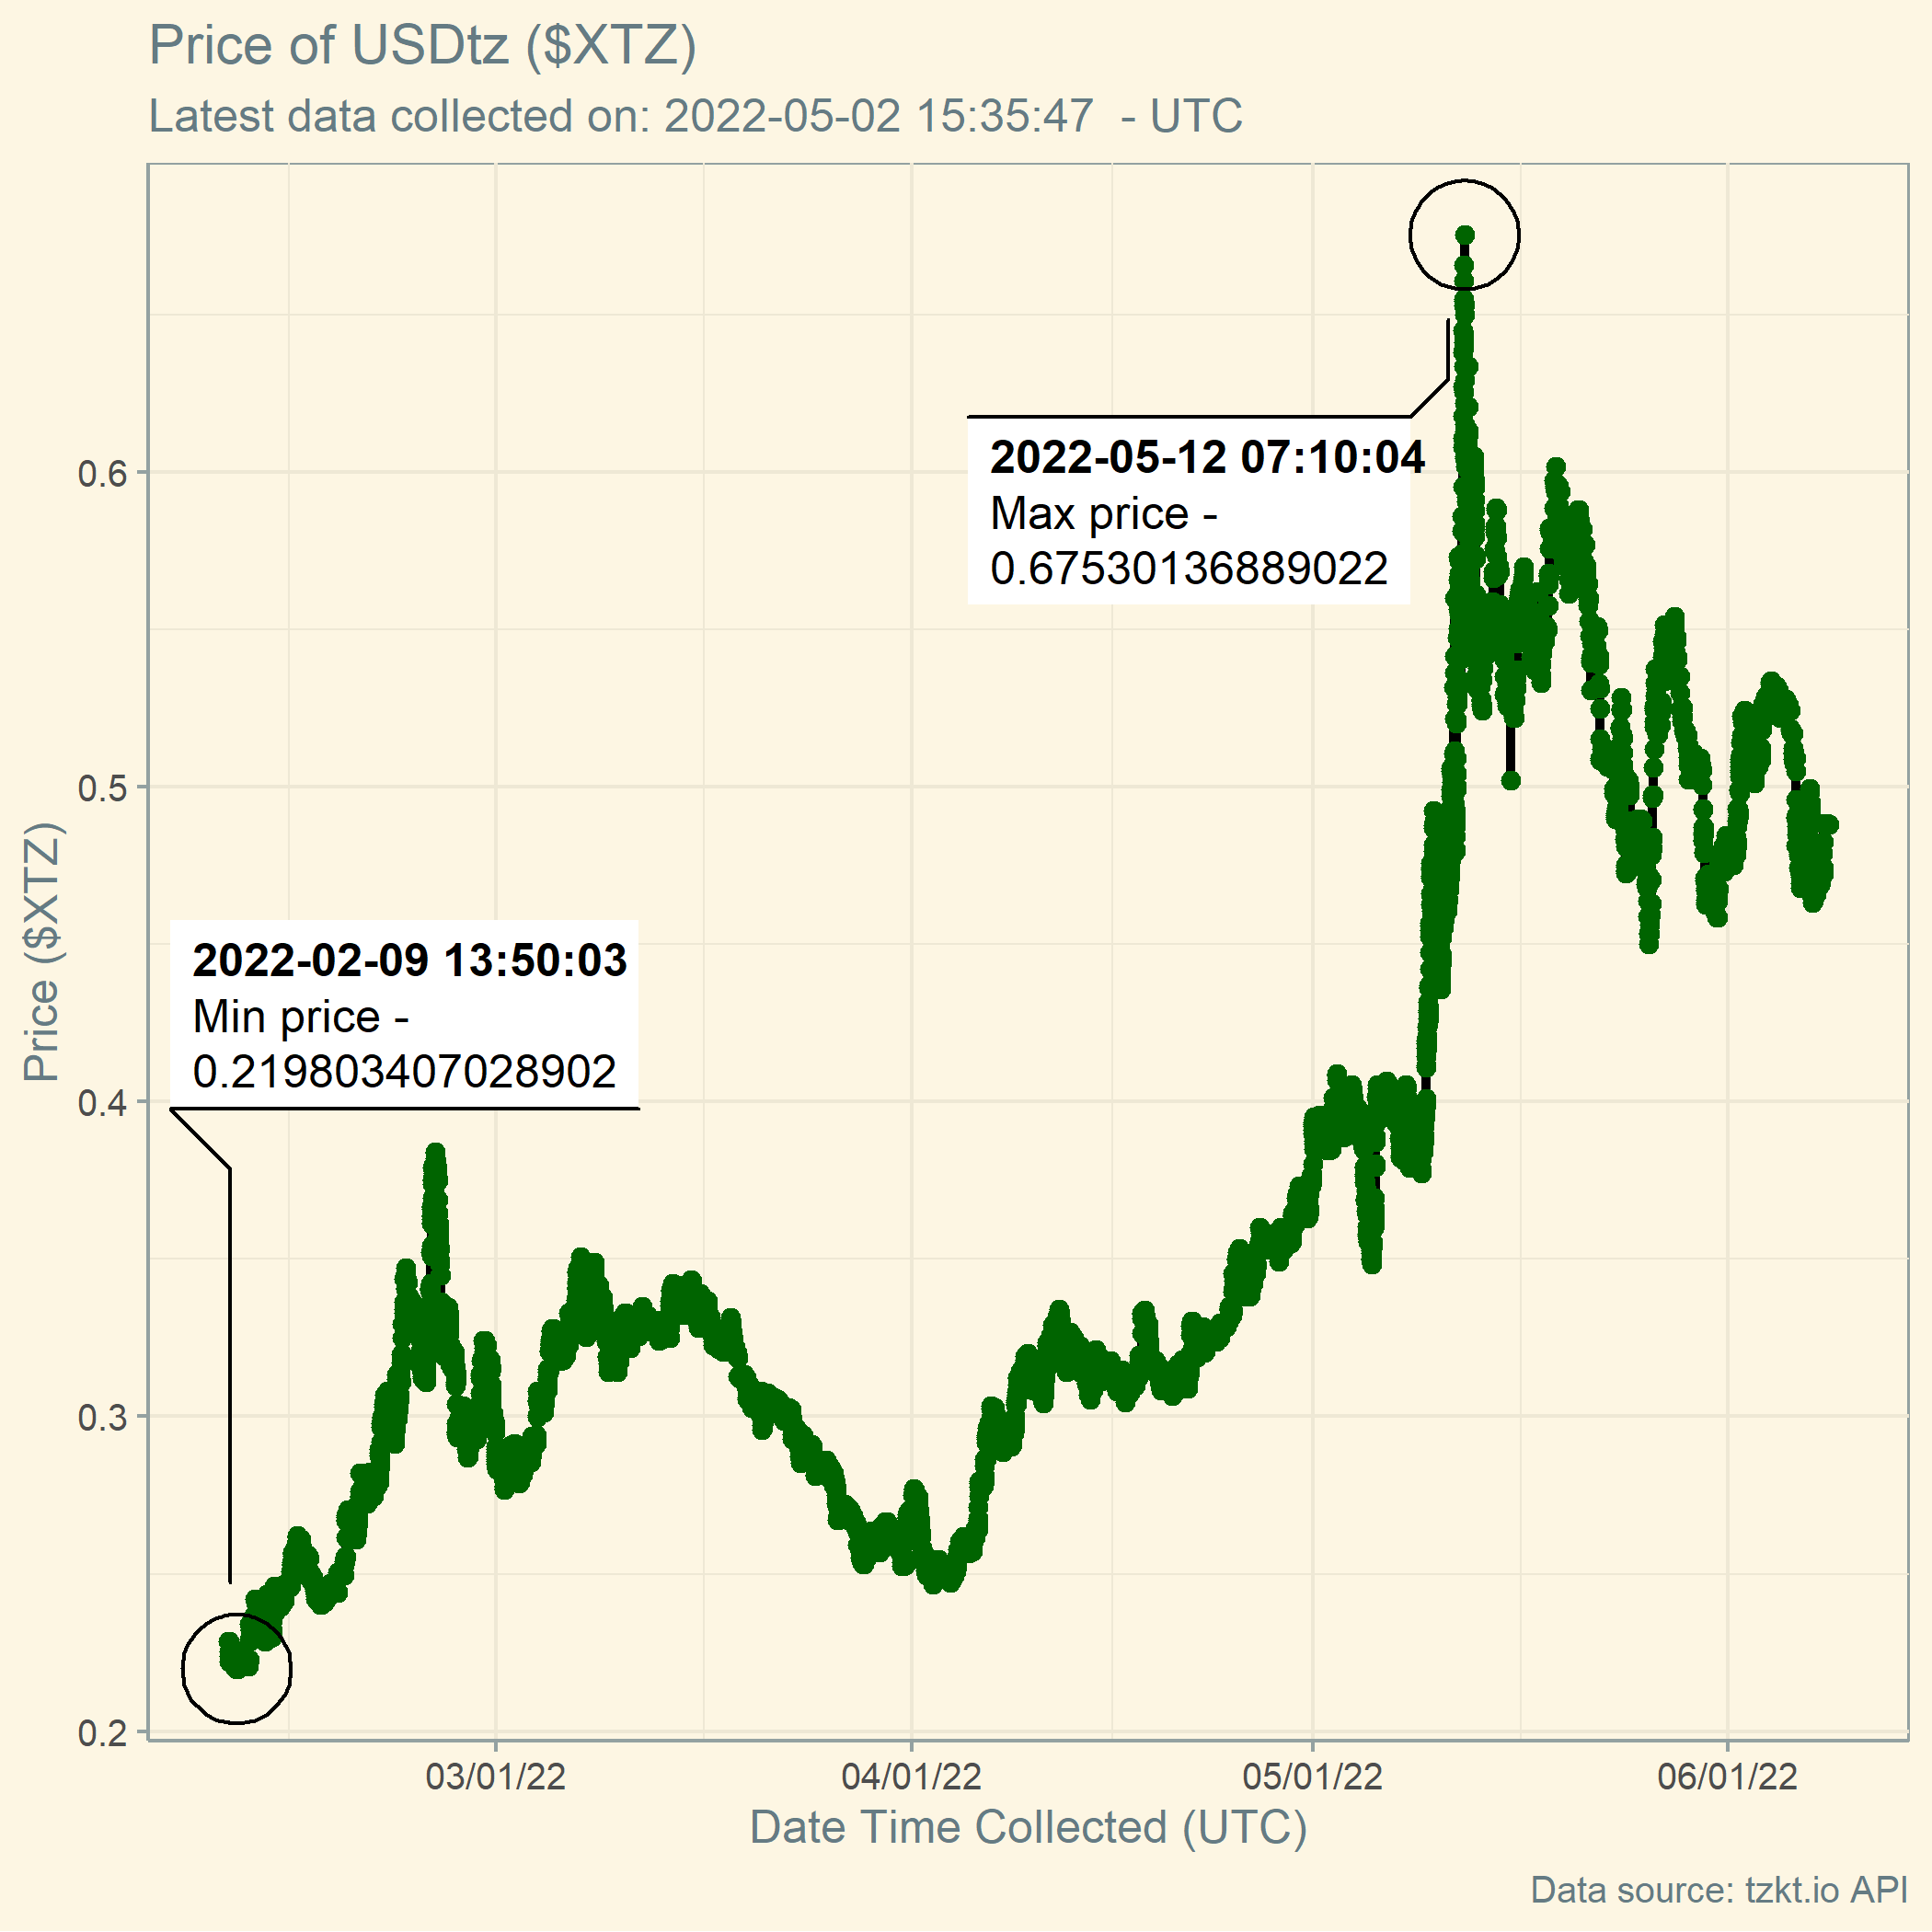 Price of USDtz ($XTZ)
Latest data collected on: 2022-05-02 15:35:47  - UTC
2022-05-12 07:10:04
Max price -
0.67530136889022
2022-02-09 13:50:03
Min price -
0.219803407028902
Price ($XTZ)
0.6
0.5
0.4
0.3
0.2
03/01/22
04/01/22
05/01/22
06/01/22
Date Time Collected (UTC)
Data source: tzkt.io API